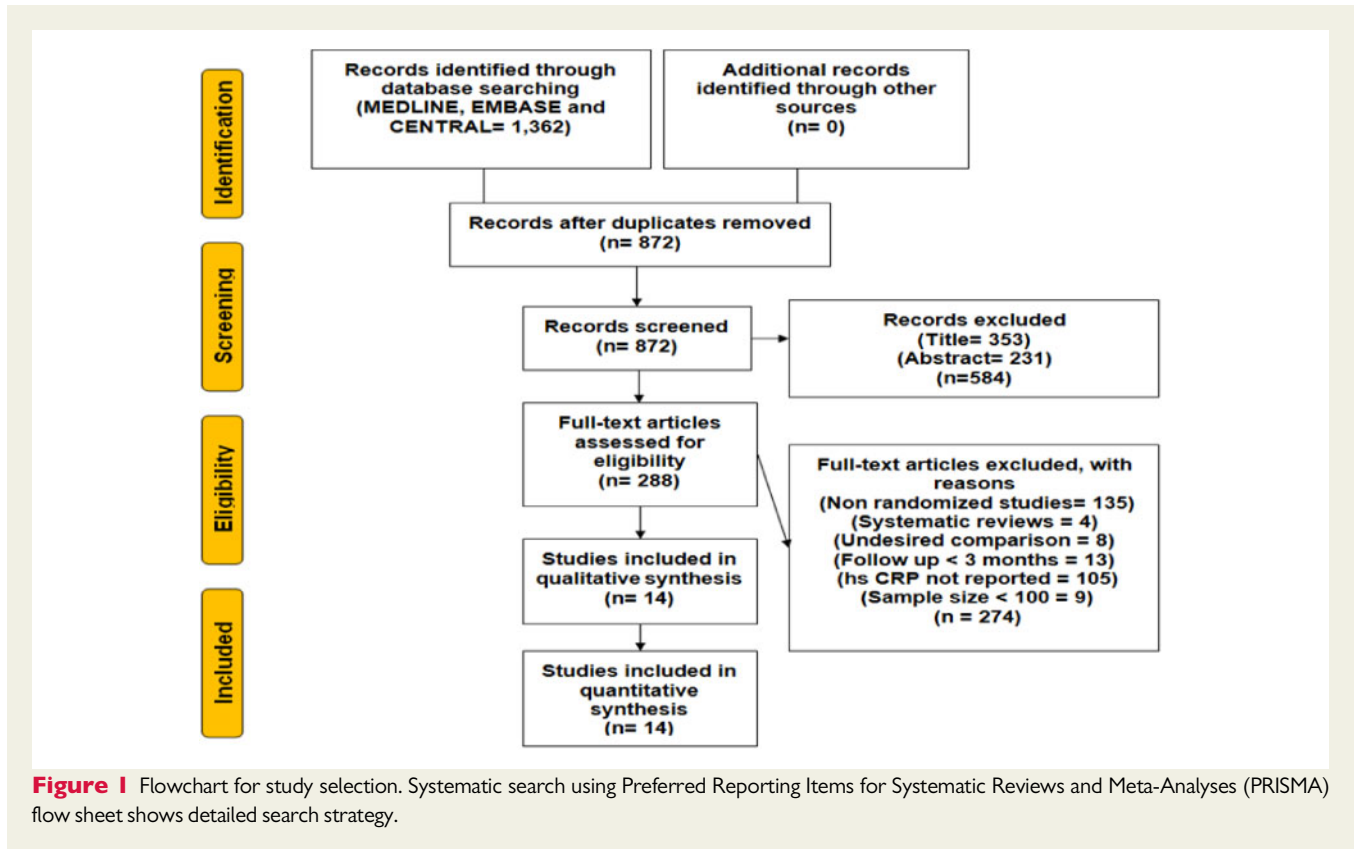 Identification
Records identified through
database searching
(MEDLINE, EMBASE and
CENTRAL= 1,362)
Additional records
identified through other
sources
(n= 0)
Records after duplicates removed
(n= 872)
Screening
Records screened
(n= 872)
Records excluded
(Title= 353)
(Abstract= 231)
(n=584)
Eligibility
Full-text articles
assessed for
eligibility
(n= 288)
Full-text articles excluded, with
reasons
(Non randomized studies= 135)
(Systematic reviews = 4)
(Undesired comparison = 8)
(Follow up < 3 months = 13)
(hs CRP not reported = 105)
(Sample size < 100 = 9)
(n = 274)
Studies included in
qualitative synthesis
(n= 14)
Included
Studies included in
quantitative
synthesis
(n= 14)
Figure 1 Flowchart for study selection. Systematic search using Preferred Reporting Items for Systematic Reviews and Meta-Analyses (PRISMA)
flow sheet shows detailed search strategy.